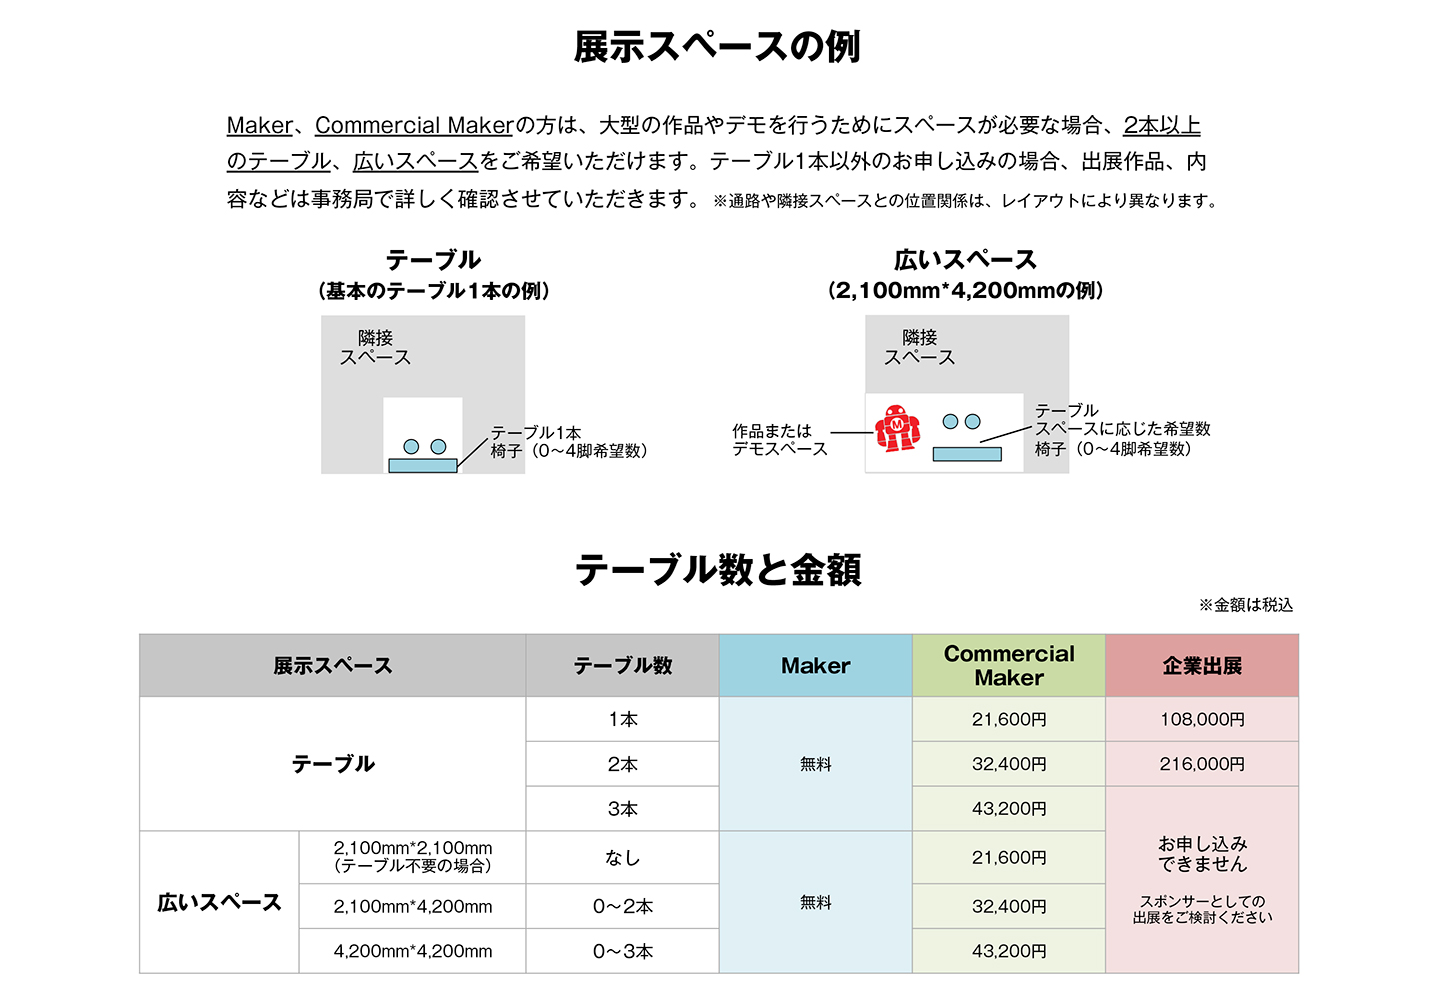 展示スペースの例
Maker、Commercial Makerの方は、大型の作品やデモを行うためにスペースが必要な場合、2本以上
のテーブル、広いスペースをご希望いただけます。テーブル1本以外のお申し込みの場合、出展作品、内
容などは事務局で詳しく確認させていただきます。 ※通路や隣接スペースとの位置関係は、レイアウトにより異なります。
テーブル
（基本のテーブル1本の例）
隣接
スペース
テーブル1本
椅子（0〜4脚希望数）
広いスペース
（2,100mm*4,200mmの例）
隣接
スペース
作品または
デモスペース
M
テーブル
スペースに応じた希望数
椅子（0〜4脚希望数）
テーブル数と金額
※金額は税込
展示スペース テーブル数 Maker Commercial Maker 企業出展
テーブル 1本 無料 21,600円 108,000円
2本 32,400円 216,000円
3本 43,200円 お申し込み
できません
スポンサーとしての
出展をご検討ください
広いスペース 2,100mm*2,100mm
（テーブル不要の場合） なし 無料 21,600円
2,100mm*4,200mm 0〜2本 32,400円
4,200mm*4,200mm 0〜3本 43,200円